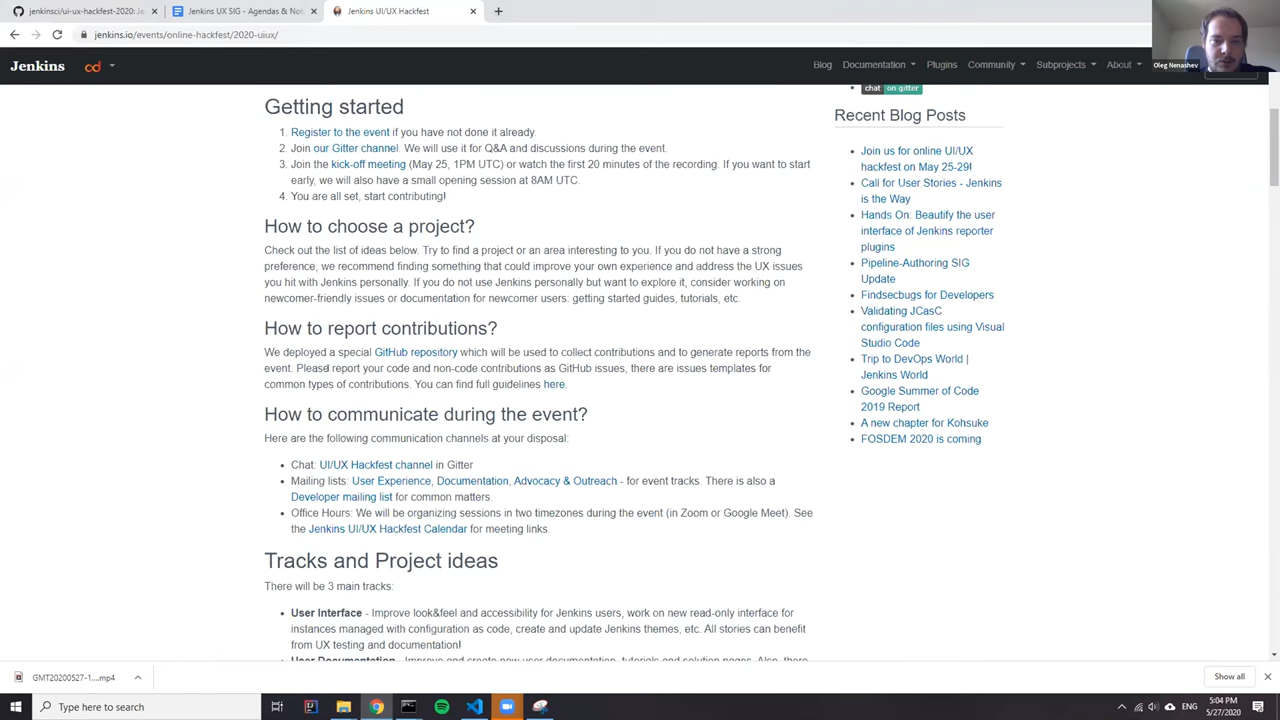 jenkinsci/ui-ux-hackfest-2020: Je
Jenkins UX SIG - Agendas & Not
Jenkins UI/UX Hackfest
jenkins.io/events/online-hackfest/2020-uiux/
Oleg Nenashev
Jenkins
cd
Blog Documentation Plugins Community Subprojects About
chat on gitter
Getting started
1. Register to the event if you have not done it already.
2. Join our Gitter channel. We will use it for Q&A and discussions during the event.
3. Join the kick-off meeting (May 25, 1PM UTC) or watch the first 20 minutes of the recording. If you want to start
early, we will also have a small opening session at 8AM UTC.
4. You are all set, start contributing!
How to choose a project?
Check out the list of ideas below. Try to find a project or an area interesting to you. If you do not have a strong
preference, we recommend finding something that could improve your own experience and address the UX issues
you hit with Jenkins personally. If you do not use Jenkins personally but want to explore it, consider working on
newcomer-friendly issues or documentation for newcomer users: getting started guides, tutorials, etc.
How to report contributions?
We deployed a special GitHub repository which will be used to collect contributions and to generate reports from the
event. Please report your code and non-code contributions as GitHub issues, there are issues templates for
common types of contributions. You can find full guidelines here.
How to communicate during the event?
Here are the following communication channels at your disposal:
• Chat: UI/UX Hackfest channel in Gitter
• Mailing lists: User Experience, Documentation, Advocacy & Outreach - for event tracks. There is also a
Developer mailing list for common matters.
• Office Hours: We will be organizing sessions in two timezones during the event (in Zoom or Google Meet). See
the Jenkins UI/UX Hackfest Calendar for meeting links.
Tracks and Project ideas
There will be 3 main tracks:
• User Interface - Improve look&feel and accessibility for Jenkins users, work on new read-only interface for
instances managed with configuration as code, create and update Jenkins themes, etc. All stories can benefit
from UX testing and documentation!
• User Documentation - Improve and create new user documentation, tutorials and solution pages. Also, there
Recent Blog Posts
• Join us for online UI/UX
hackfest on May 25-29!
• Call for User Stories - Jenkins
is the Way
• Hands On: Beautify the user
interface of Jenkins reporter
plugins
• Pipeline-Authoring SIG
Update
• Findsecbugs for Developers
• Validating JCasC
configuration files using Visual
Studio Code
• Trip to DevOps World |
Jenkins World
• Google Summer of Code
2019 Report
• A new chapter for Kohsuke
• FOSDEM 2020 is coming
GMT20200527-1....mp4
Show all
Type here to search
ENG
5:04 PM
5/27/2020